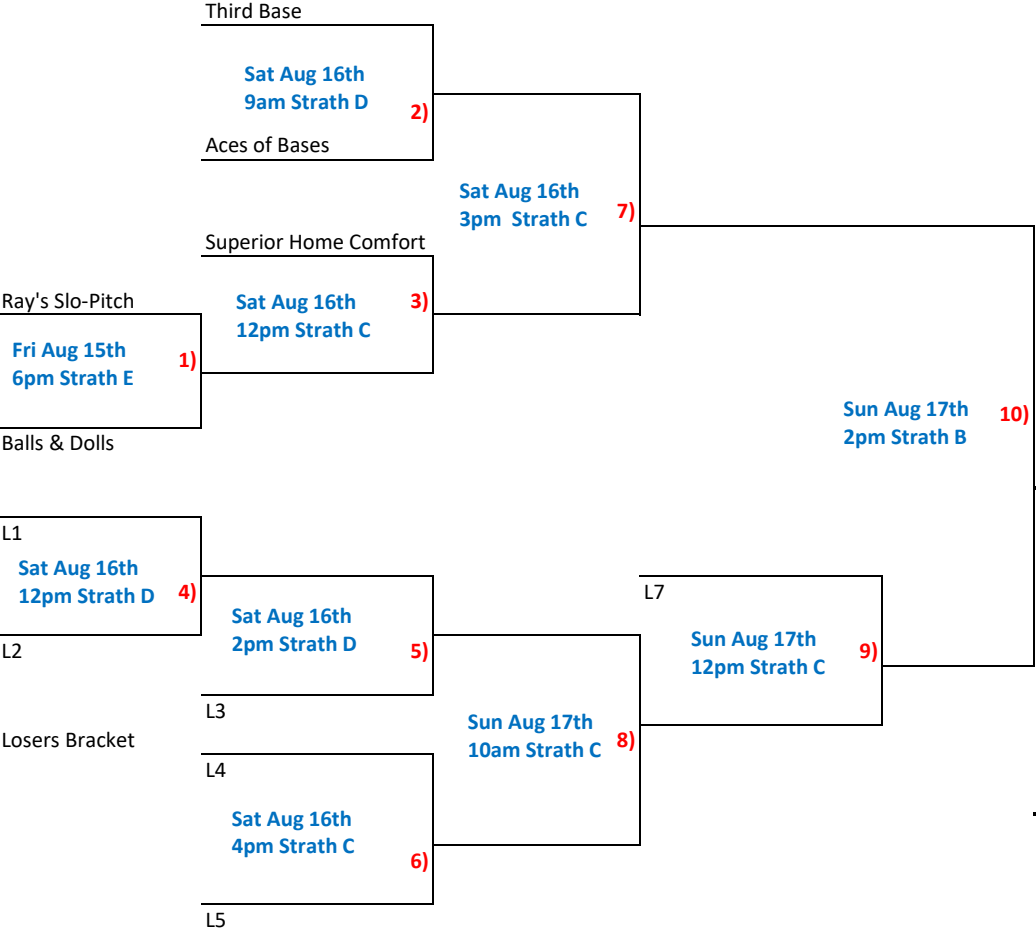 Third Base
Sat Aug 16th
9am Strath D
2)
Aces of Bases
Sat Aug 16th
3pm  Strath C
7)
Superior Home Comfort
Ray's Slo-Pitch
Sat Aug 16th
12pm Strath C
3)
Fri Aug 15th
6pm Strath E
1)
Balls & Dolls
Sun Aug 17th
2pm Strath B
10)
L1
Sat Aug 16th
12pm Strath D
4)
L2
Sat Aug 16th
2pm Strath D
5)
L3
L7
Sun Aug 17th
12pm Strath C
9)
Losers Bracket
Sun Aug 17th
10am Strath C
8)
L4
Sat Aug 16th
4pm Strath C
6)
L5